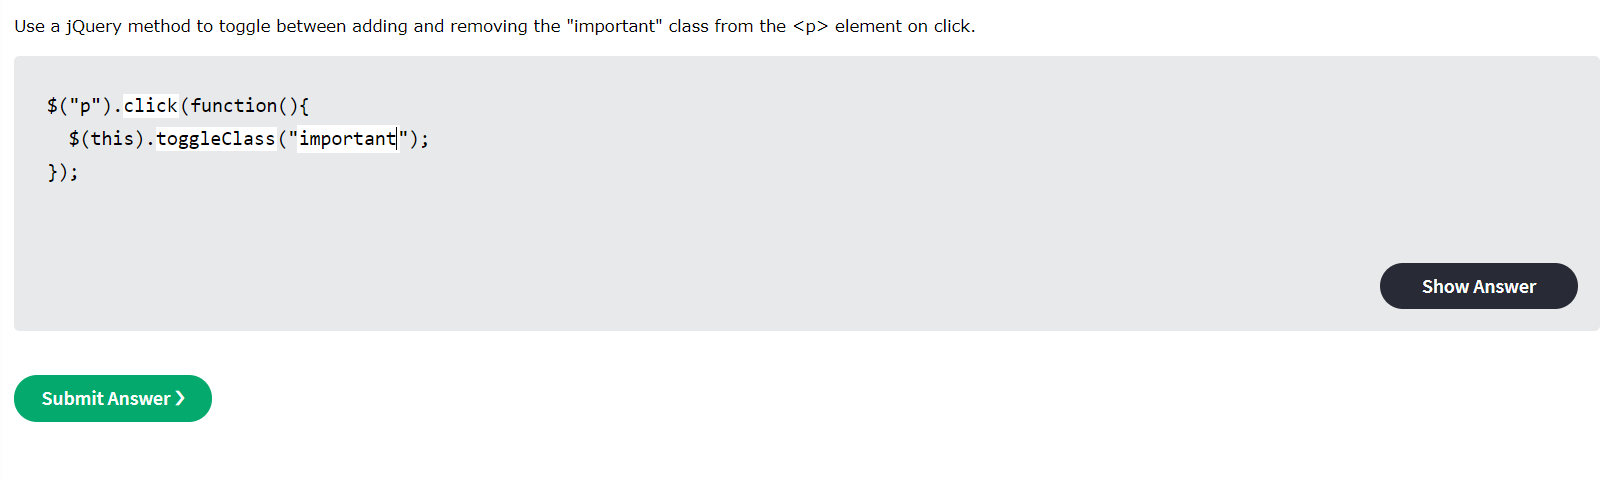 Use a jQuery method to toggle between adding and removing the "important" class from the <p> element on click.
$("p").click(function(){
  $(this).toggleClass("important");
});
Show Answer
Submit Answer ❯